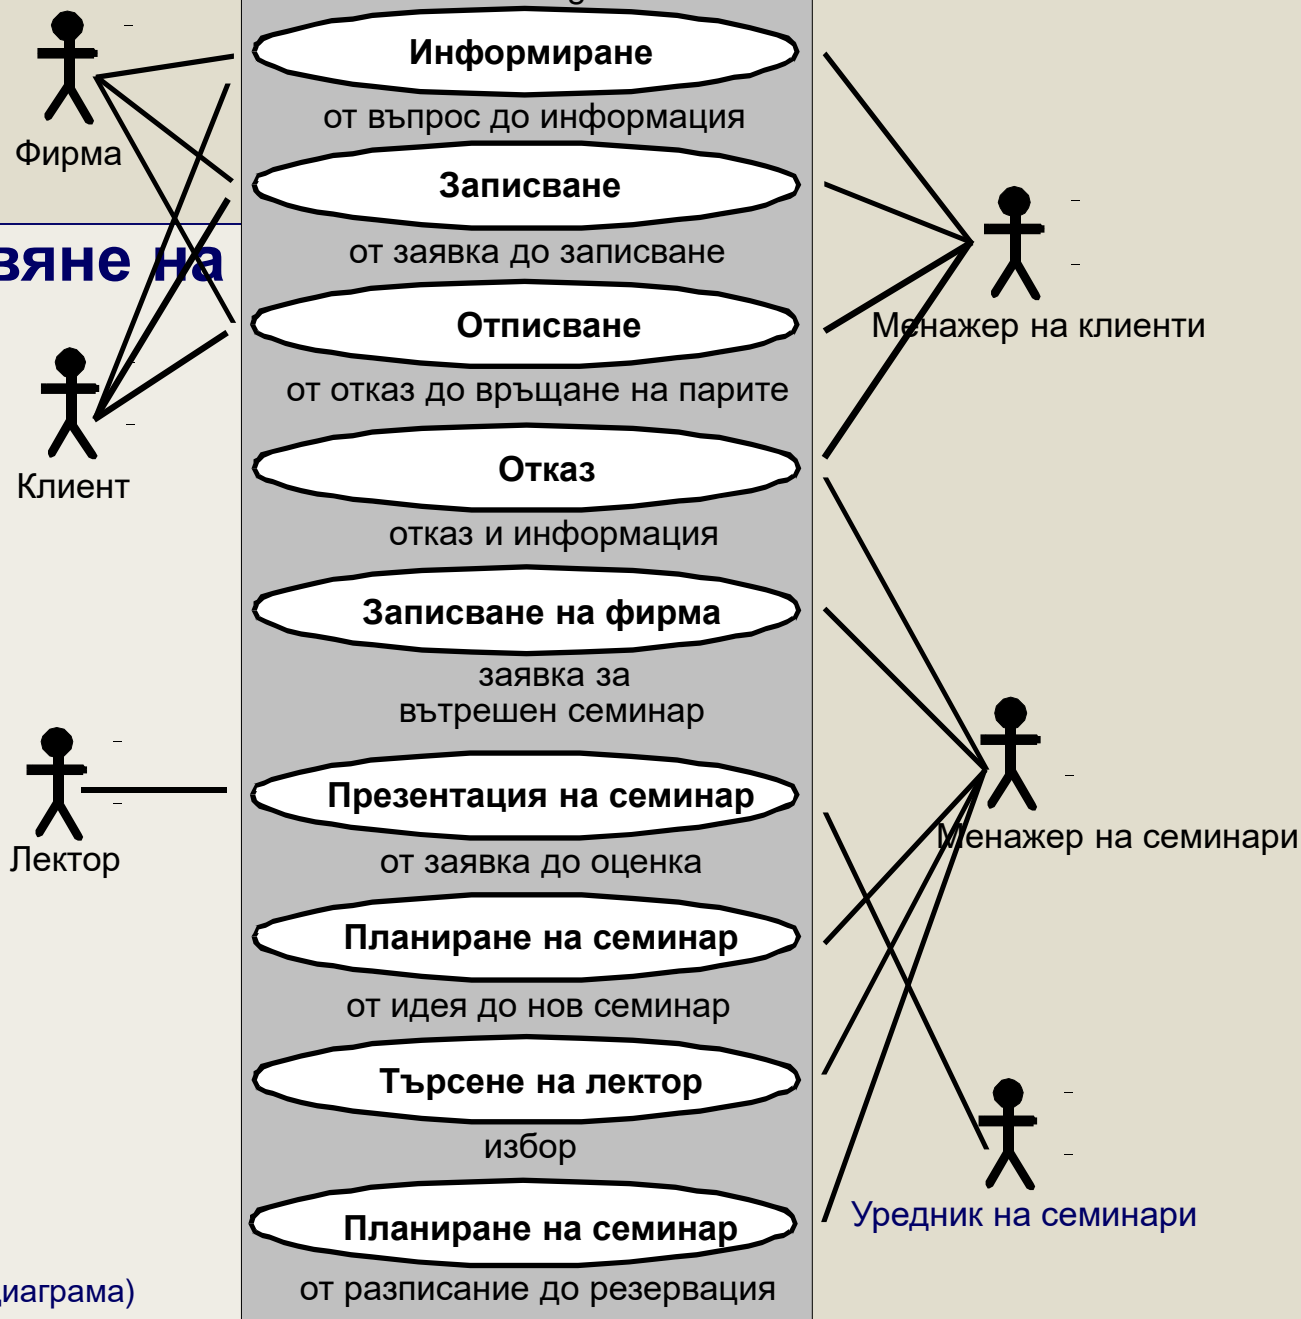 Информиране
от въпрос до информация
Фирма
Записване
от заявка до записване
на
Отписване
Менажер на клиенти
от отказ до връщане на парите
Отказ
Клиент
отказ и информация
Записване на фирма
заявка за
вътрешен семинар
Презентация на семинар
Менажер на семинари
Лектор
от заявка до оценка
Планиране на семинар
от идея до нов семинар
Търсене на лектор
избор
Уредник на семинари
Планиране на семинар
от разписание до резервация